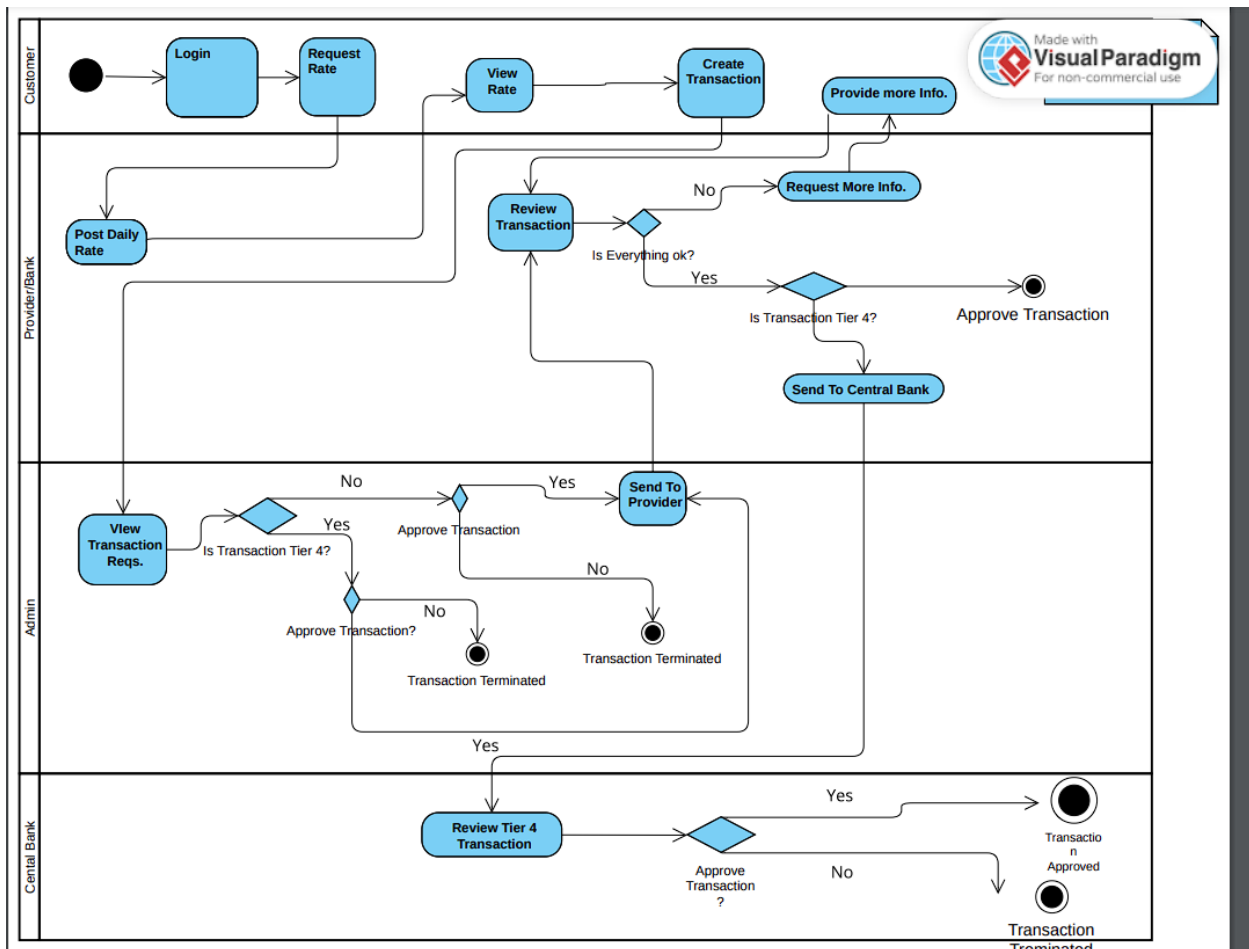 Customer
Login
Request
Rate
View
Rate
Create
Transaction
Provide more Info.
Made with
Visual Paradigm
For non-commercial use
Provider/Bank
Post Daily
Rate
Review
Transaction
No
Request More Info.
Is Everything ok?
Yes
Is Transaction Tier 4?
Approve Transaction
Send To Central Bank
Admin
VIew
Transaction
Reqs.
No
Is Transaction Tier 4?
Yes
Approve Transaction
Yes
Send To
Provider
No
Approve Transaction?
No
Transaction Terminated
Transaction Terminated
Yes
Cental Bank
Review Tier 4
Transaction
Approve
Transaction
?
Yes
Transactio
n
Approved
No
Transaction